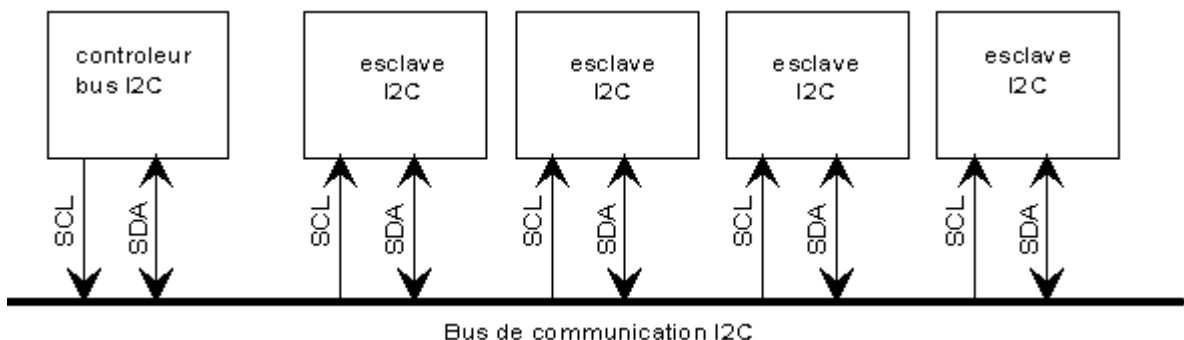 controleur
bus I2C
esclave
I2C
esclave
I2C
esclave
I2C
esclave
I2C
SCL
SDA
SCL
SDA
SCL
SDA
SCL
SDA
SCL
SDA
Bus de communication I2C